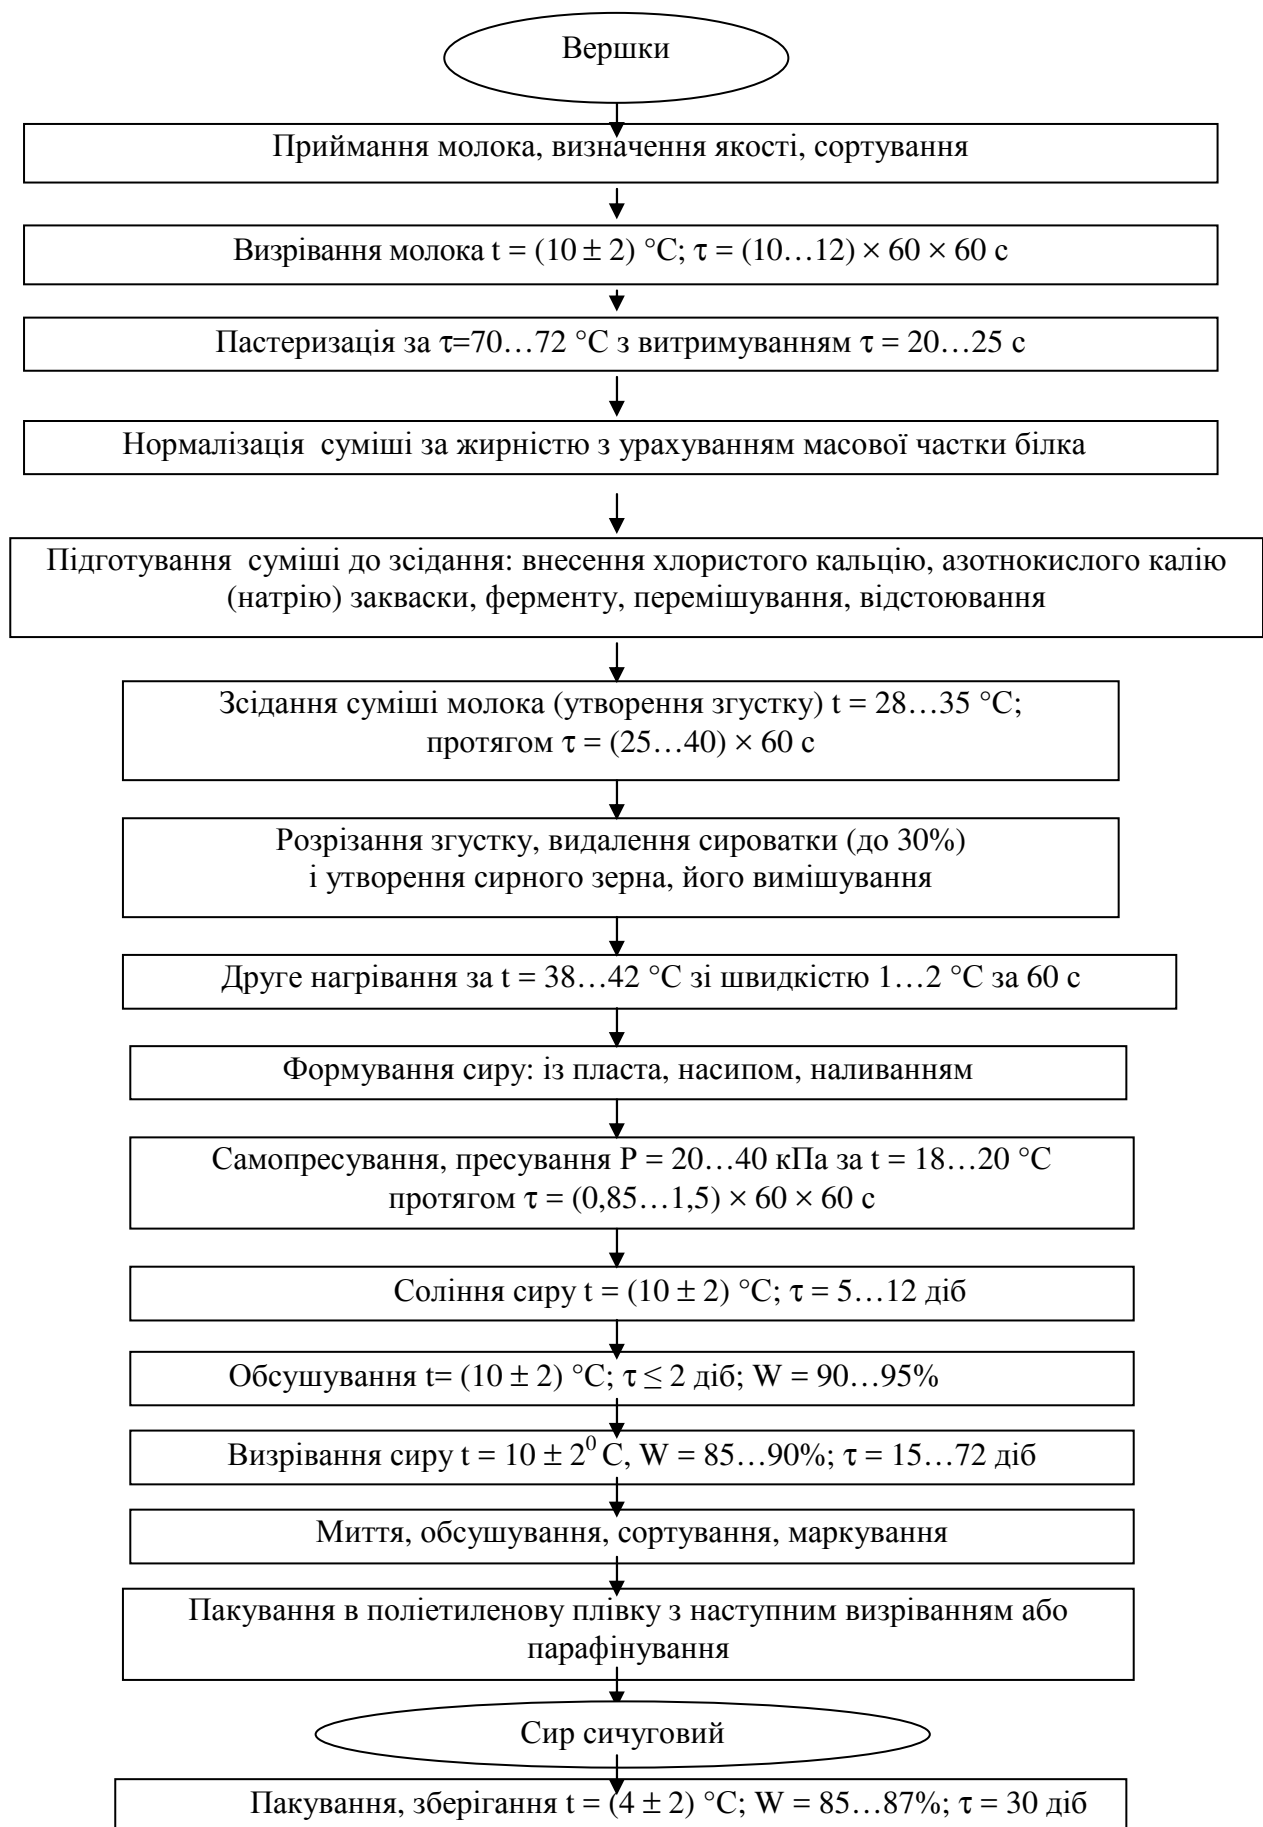 Вершки
Приймання молока, визначення якості, сортування
Визрівання молока t = (10 ± 2) °C; τ = (10…12) × 60 × 60 с
Пастеризація за τ=70…72 °C з витримуванням τ = 20…25 с
Нормалізація суміші за жирністю з урахуванням масової частки білка
Підготування суміші до зсідання: внесення хлористого кальцію, азотнокислого калію
(натрію) закваски, ферменту, перемішування, відстоювання
Зсідання суміші молока (утворення згустку) t = 28…35 °C;
протягом τ = (25…40) × 60 с
Розрізання згустку, видалення сироватки (до 30%)
і утворення сирного зерна, його вимішування
Друге нагрівання за t = 38…42 °C зі швидкістю 1…2 °C за 60 с
Формування сиру: із пласта, насипом, наливанням
Самопресування, пресування Р = 20…40 кПа за t = 18…20 °C
протягом τ = (0,85…1,5) × 60 × 60 с
Соління сиру t = (10 ± 2) °C; τ = 5…12 діб
Обсушування t= (10 ± 2) °C; τ ≤ 2 діб; W = 90…95%
Визрівання сиру t = 10 ± 2⁰ C, W = 85…90%; τ = 15…72 діб
Миття, обсушування, сортування, маркування
Пакування в поліетиленову плівку з наступним визріванням або
парафінування
Сир сичуговий
Пакування, зберігання t = (4 ± 2) °C; W = 85…87%; τ = 30 діб